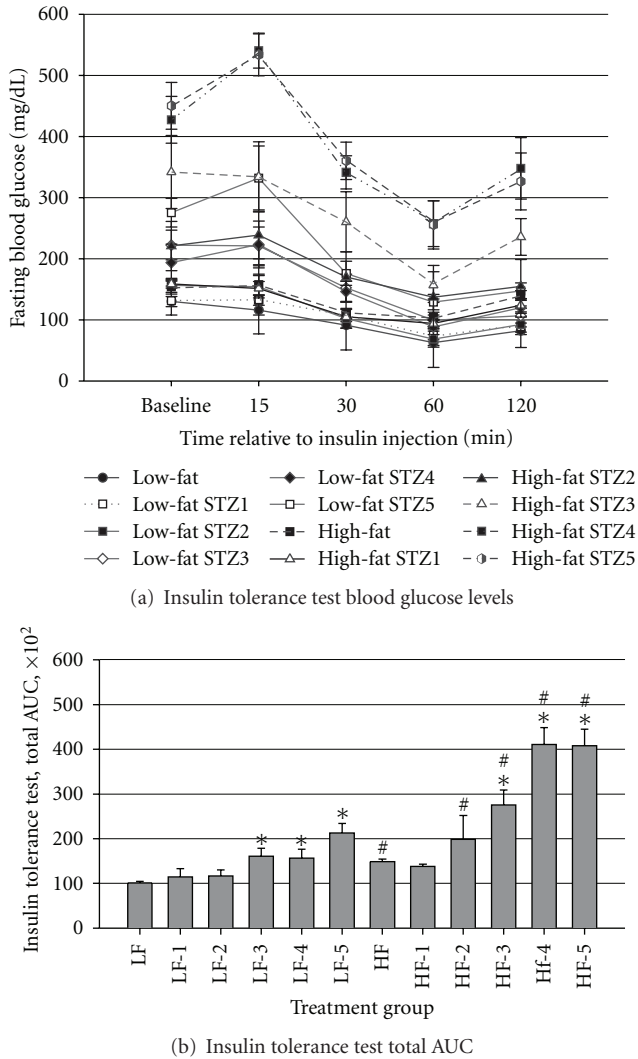 600
500
400
300
200
100
0
Fasting blood glucose (mg/dL)
Baseline 15 30 60 120
Time relative to insulin injection (min)
Low-fat Low-fat STZ4 High-fat STZ2
Low-fat STZ1 Low-fat STZ5 High-fat STZ3
Low-fat STZ2 High-fat High-fat STZ4
Low-fat STZ3 High-fat STZ1 High-fat STZ5
(a) Insulin tolerance test blood glucose levels
600
500
400
300
200
100
0
Insulin tolerance test, total AUC, ×10²
* * * # # # * # * # *
LF LF-1 LF-2 LF-3 LF-4 LF-5 HF HF-1 HF-2 HF-3 Hf-4 HF-5
Treatment group
(b) Insulin tolerance test total AUC